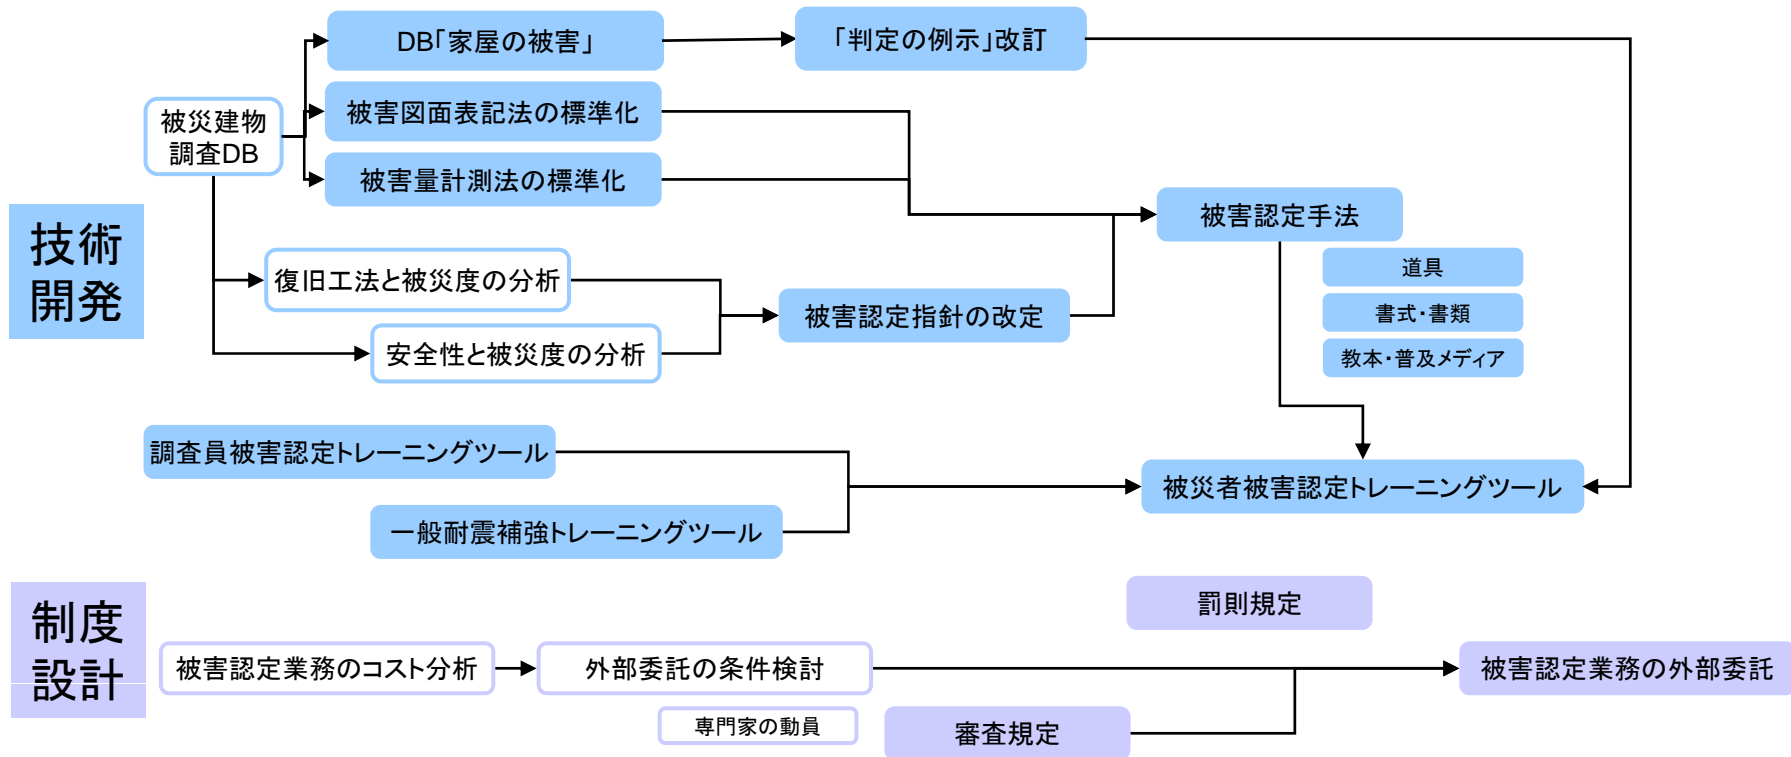 DB「家屋の被害」
「判定の例示」改訂
被災建物
調査DB
被害図面表記法の標準化
被害量計測法の標準化
被害認定手法
技術
開発
道具
復旧工法と被災度の分析
書式・書類
被害認定指針の改定
安全性と被災度の分析
教本・普及メディア
調査員被害認定トレーニングツール
被災者被害認定トレーニングツール
一般耐震補強トレーニングツール
罰則規定
制度
設計
被害認定業務のコスト分析
外部委託の条件検討
被害認定業務の外部委託
専門家の動員
審査規定